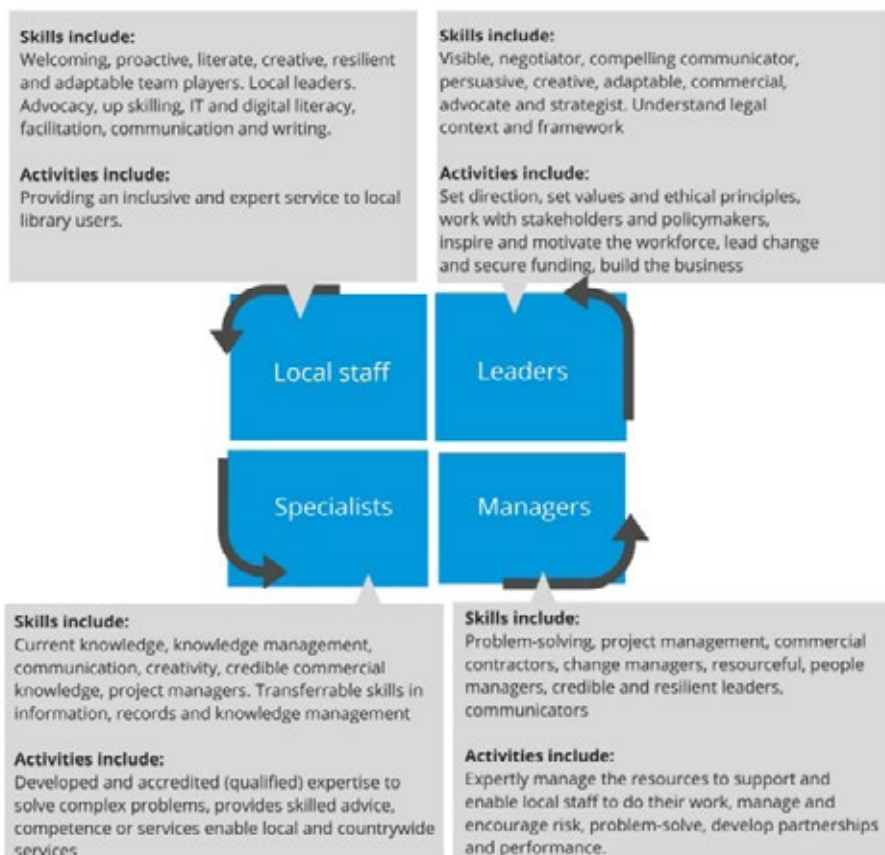 Skills include:
Welcoming, proactive, literate, creative, resilient
and adaptable team players. Local leaders.
Advocacy, up skilling, IT and digital literacy,
facilitation, communication and writing.
Activities include:
Providing an inclusive and expert service to local
library users.
Skills include:
Visible, negotiator, compelling communicator,
persuasive, creative, adaptable, commercial,
advocate and strategist. Understand legal
context and framework
Activities include:
Set direction, set values and ethical principles,
work with stakeholders and policymakers,
inspire and motivate the workforce, lead change
and secure funding, build the business
Local staff
Leaders
Specialists
Managers
Skills include:
Current knowledge, knowledge management,
communication, creativity, credible commercial
knowledge, project managers. Transferrable skills in
information, records and knowledge management
Activities include:
Developed and accredited (qualified) expertise to
solve complex problems, provides skilled advice,
competence or services enable local and countrywide
services
Skills include:
Problem-solving, project management, commercial
contractors, change managers, resourceful, people
managers, credible and resilient leaders,
communicators
Activities include:
Expertly manage the resources to support and
enable local staff to do their work, manage and
encourage risk, problem-solve, develop partnerships
and performance.